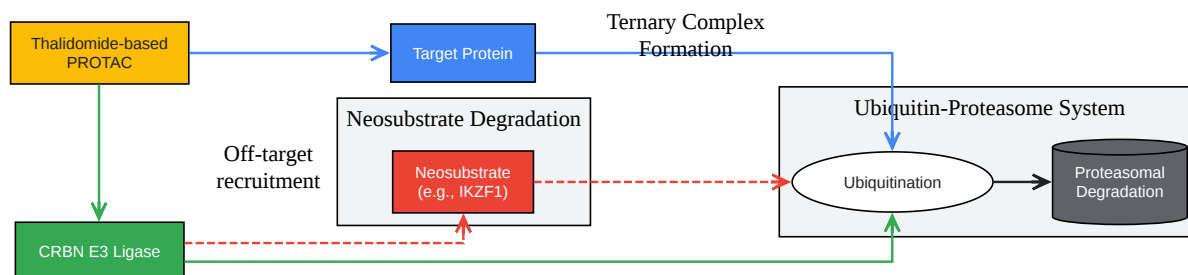 Thalidomide-based
PROTAC
Target Protein
Ternary Complex
Formation
Neosubstrate Degradation
Ubiquitin-Proteasome System
Off-target
recruitment
Neosubstrate
(e.g., IKZF1)
Ubiquitination
Proteasomal
Degradation
CRBN E3 Ligase